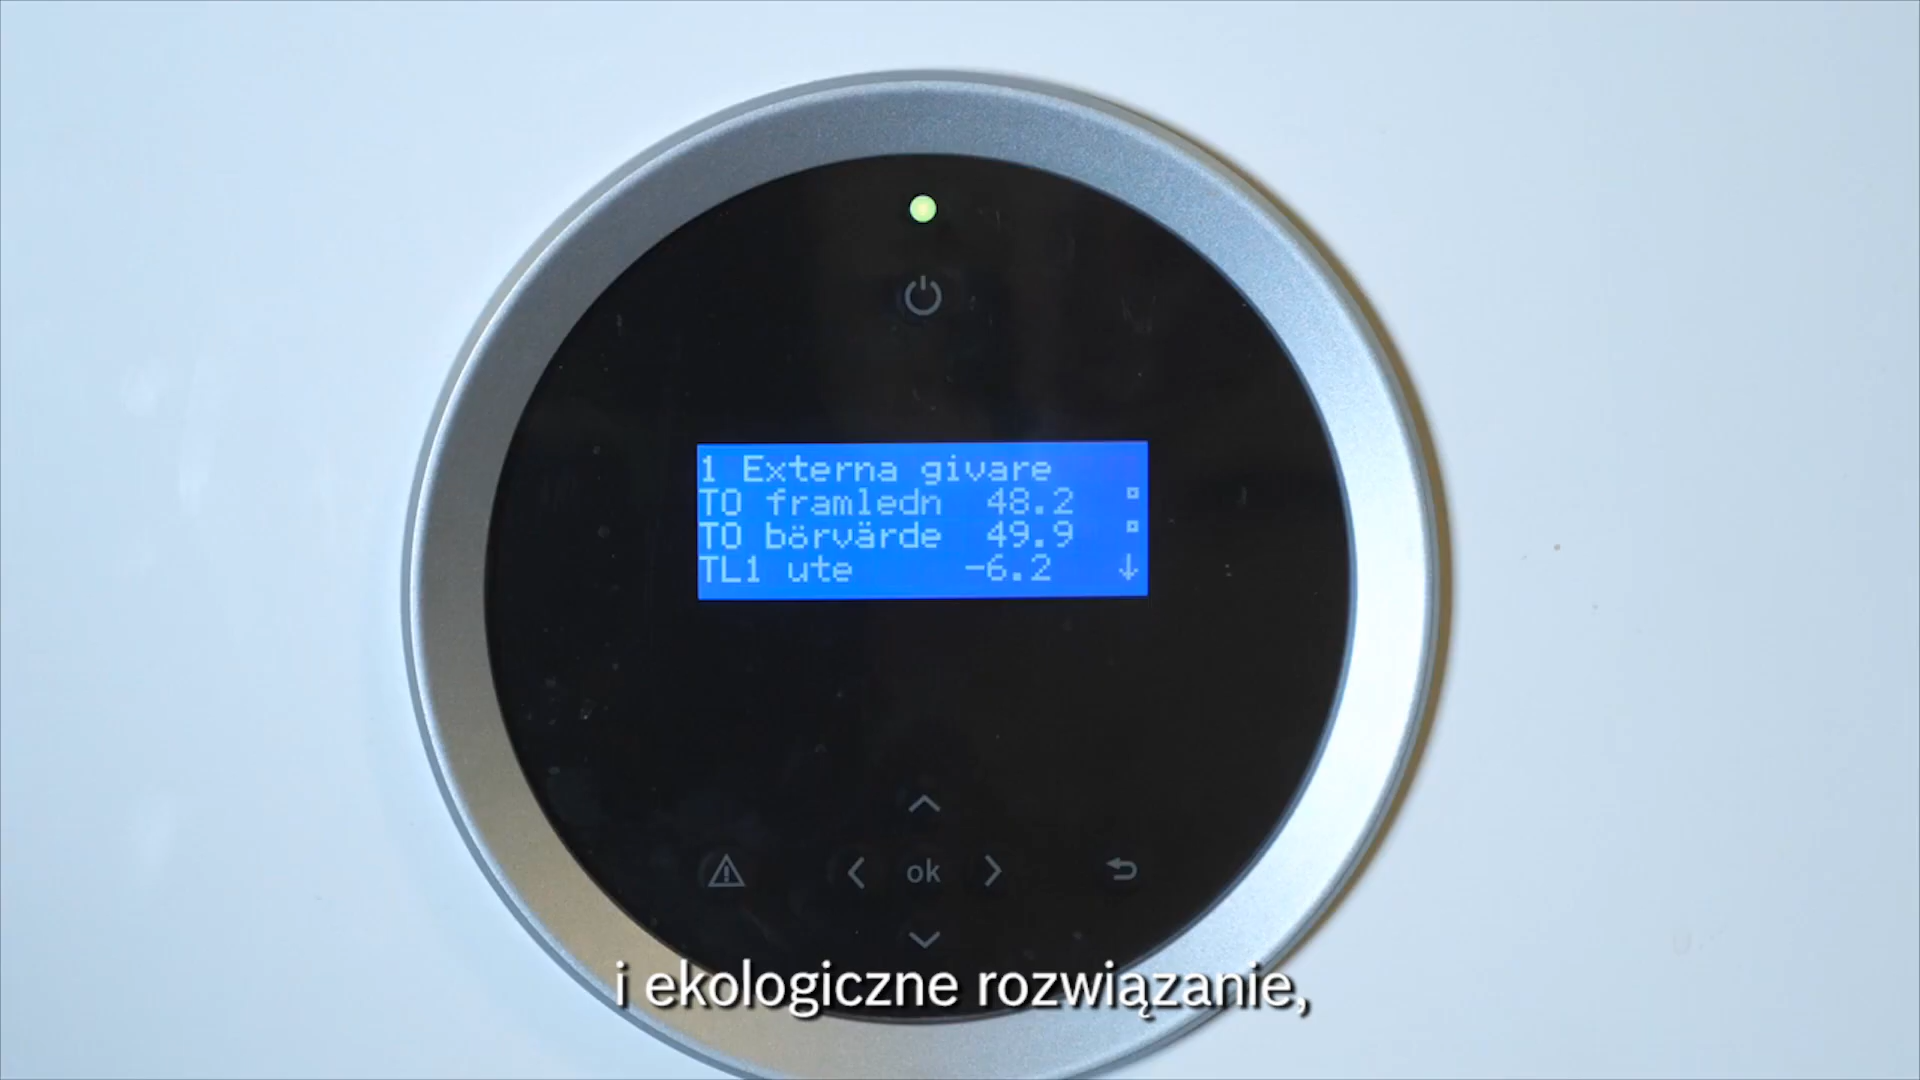 1 Externa givare
T0 framledn 48.2
T0 börvärde 49.9
TL1 ute -6.2
ok
i ekologiczne rozwiązanie,